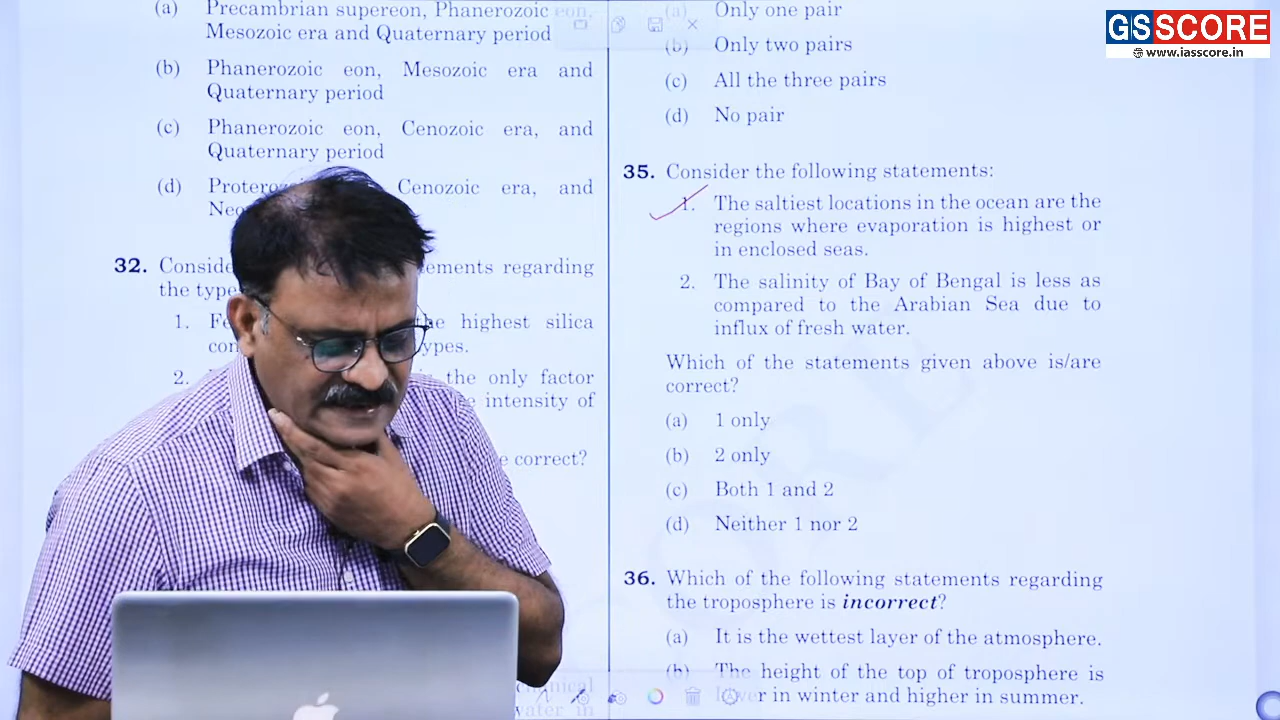 (a) Precambrian supereon, Phanerozoic eon,
Mesozoic era and Quaternary period
(b) Phanerozoic eon, Mesozoic era and
Quaternary period
(c) Phanerozoic eon, Cenozoic era, and
Quaternary period
(d) Cenozoic era, and
32. ements regarding
the type
1. he highest silica
ypes.
2. the only factor
intensity of
e correct?
(a) Only one pair
(b) Only two pairs
(c) All the three pairs
(d) No pair
35. Consider the following statements:
1. The saltiest locations in the ocean are the
regions where evaporation is highest or
in enclosed seas.
2. The salinity of Bay of Bengal is less as
compared to the Arabian Sea due to
influx of fresh water.
Which of the statements given above is/are
correct?
(a) 1 only
(b) 2 only
(c) Both 1 and 2
(d) Neither 1 nor 2
36. Which of the following statements regarding
the troposphere is incorrect?
(a) It is the wettest layer of the atmosphere.
(b) The height of the top of troposphere is
in winter and higher in summer.
GSSCORE
www.iasscore.in